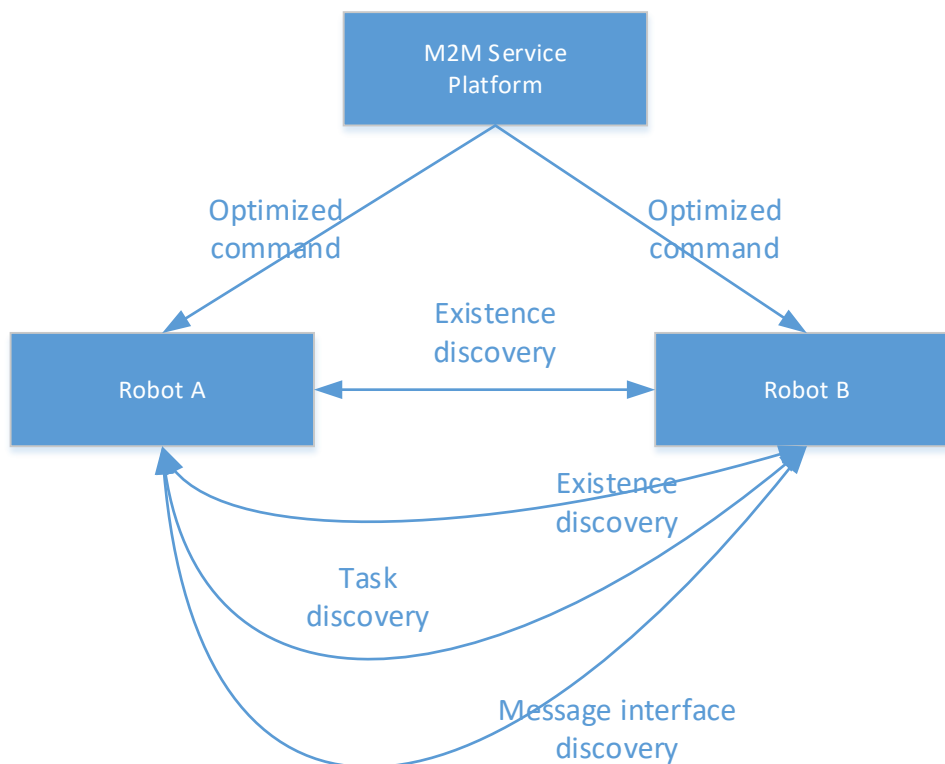 M2M Service
Platform
Optimized
command
Optimized
command
Existence
discovery
Robot A
Robot B
Existence
discovery
Task
discovery
Message interface
discovery